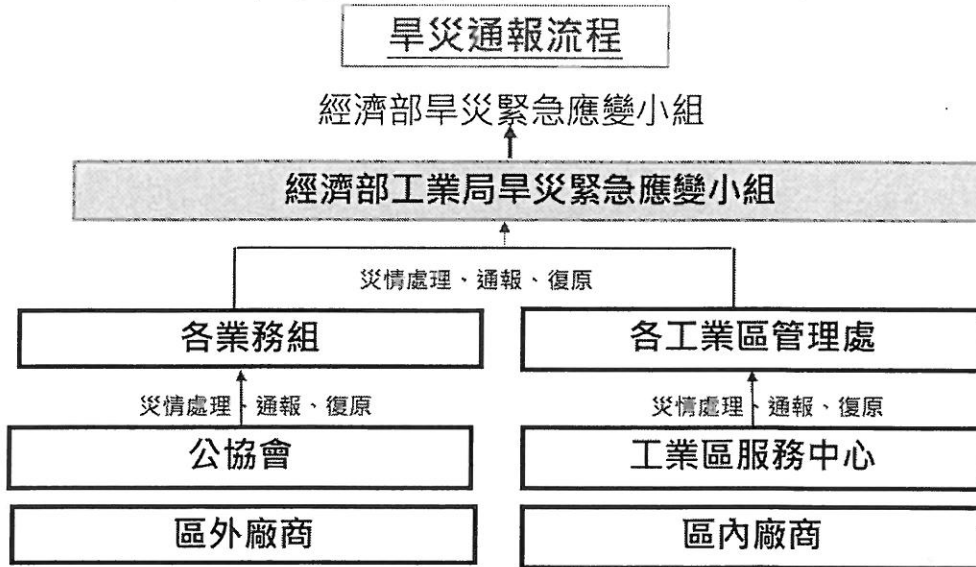 旱災通報流程
經濟部旱災緊急應變小組
經濟部工業局旱災緊急應變小組
災情處理、通報、復原
各業務組
各工業區管理處
災情處理、通報、復原
災情處理、通報、復原
公協會
工業區服務中心
區外廠商
區內廠商